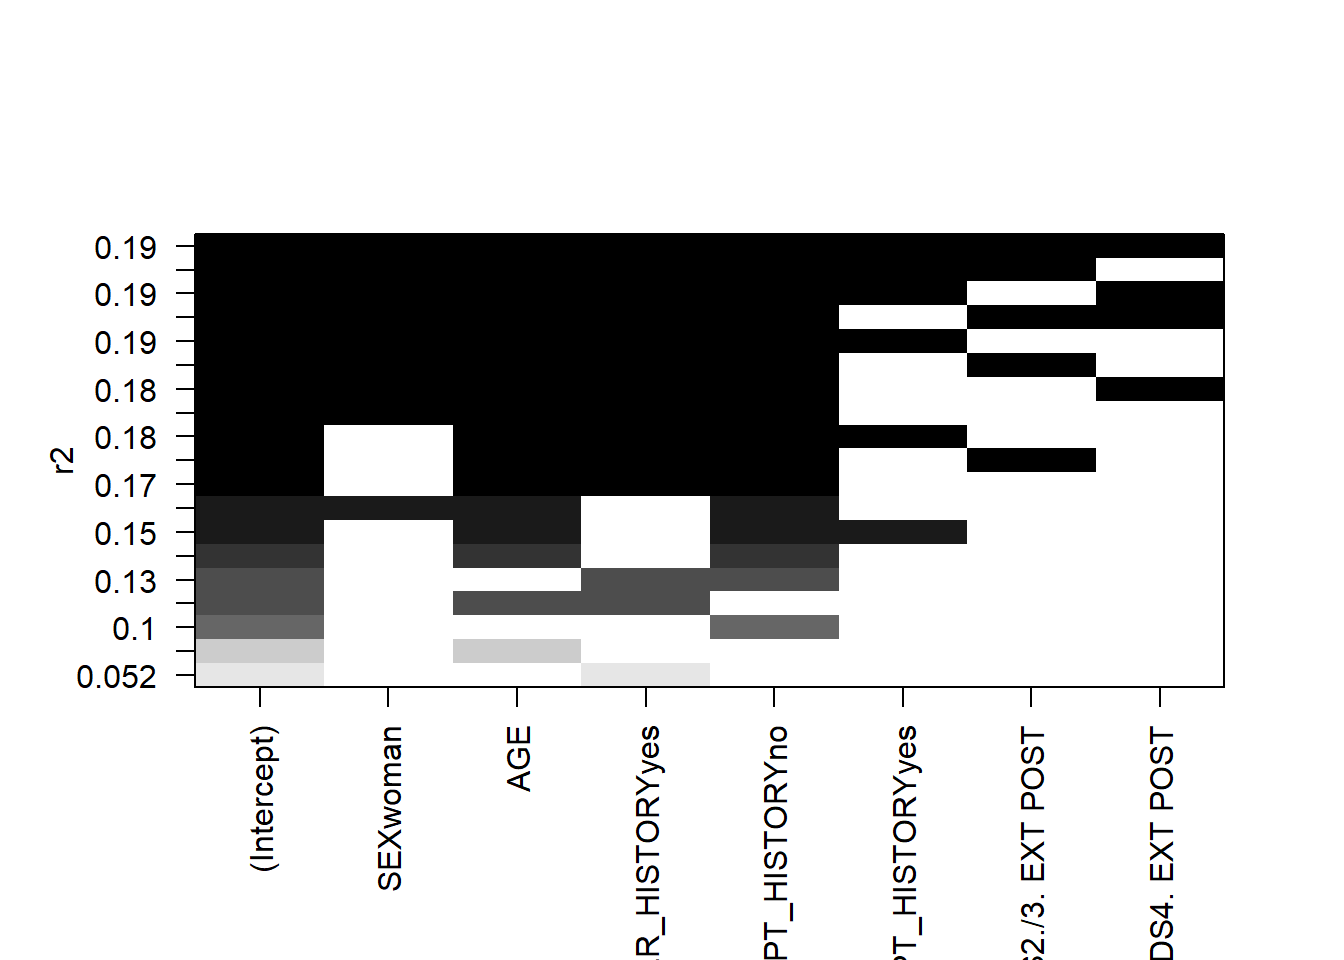 0.19
0.19
0.19
0.18
0.18
0.17
0.15
0.13
0.1
0.052
r2
(Intercept)
SEXwoman
AGE
R_HISTORYyes
PT_HISTORYno
PT_HISTORYyes
2./3. EXT POST
DS4. EXT POST